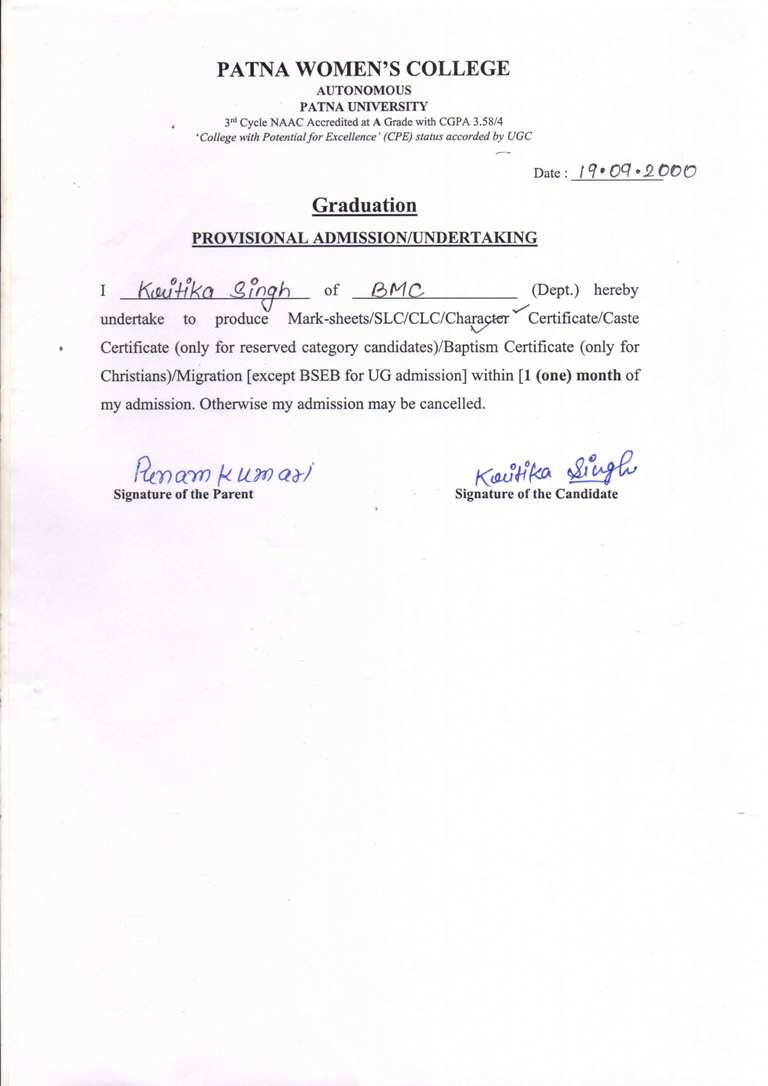 PATNA WOMEN'S COLLEGE
AUTONOMOUS
PATNA UNIVERSITY
3rd Cycle NAAC Accredited at A Grade with CGPA 3.58/4
'College with Potential for Excellence' (CPE) status accorded by UGC
Date : 19.09.2000
Graduation
PROVISIONAL ADMISSION/UNDERTAKING
I Kritika Singh of BMC (Dept.) hereby
undertake to produce Mark-sheets/SLC/CLC/Character Certificate/Caste
Certificate (only for reserved category candidates)/Baptism Certificate (only for
Christians)/Migration [except BSEB for UG admission] within [1 (one) month of
my admission. Otherwise my admission may be cancelled.
Punam kumari Kritika Singh
Signature of the Parent Signature of the Candidate